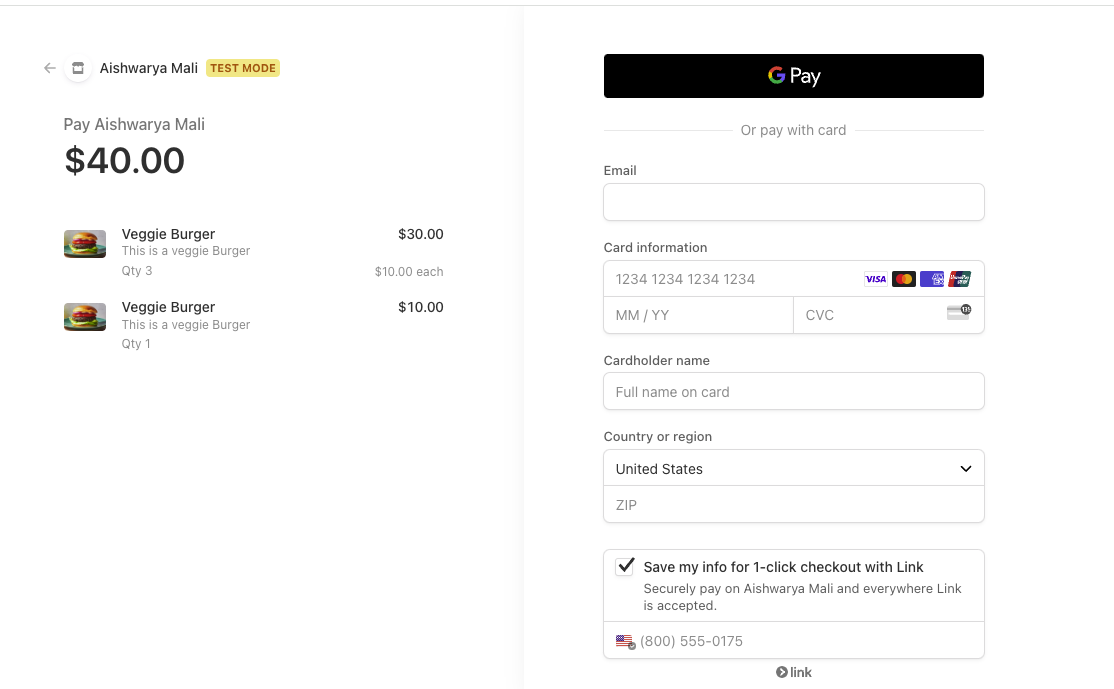 Aishwarya Mali TEST MODE
Pay Aishwarya Mali
$40.00
Veggie Burger $30.00
This is a veggie Burger
Qty 3 $10.00 each
Veggie Burger $10.00
This is a veggie Burger
Qty 1
G Pay
Or pay with card
Email
Card information
1234 1234 1234 1234 VISA
MM / YY CVC
Cardholder name
Full name on card
Country or region
United States
ZIP
Save my info for 1-click checkout with Link
Securely pay on Aishwarya Mali and everywhere Link
is accepted.
(800) 555-0175
link